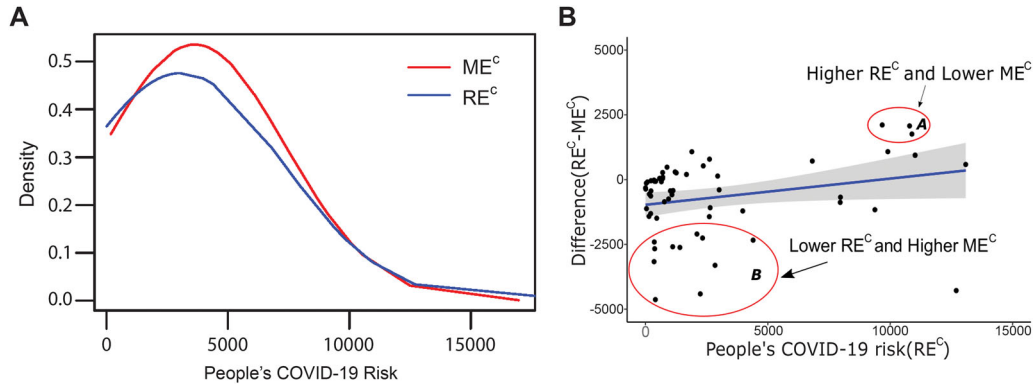 A
Density
0.5
0.4
0.3
0.2
0.1
0.0
ME^C
RE^C
0 5000 10000 15000
People's COVID-19 Risk
B
Difference(RE^C-ME^C)
5000
2500
0
-2500
-5000
Higher RE^C and Lower ME^C
A
Lower RE^C and Higher ME^C
B
0 5000 10000 15000
People's COVID-19 risk(RE^C)